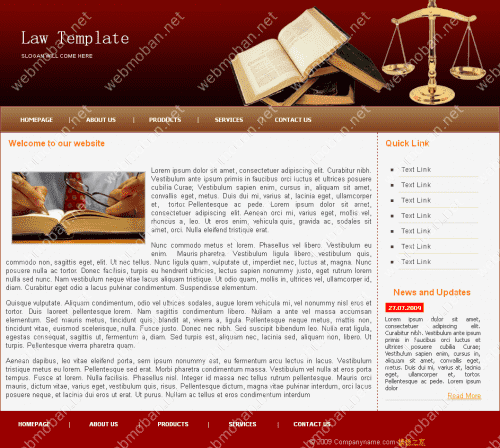 Law Template
SLOGAN WILL COME HERE
HOMEPAGE | ABOUT US | PRODUCTS | SERVICES | CONTACT US
Welcome to our website
Lorem ipsum dolor sit amet, consectetuer adipiscing elit. Curabitur nibh.
Vestibulum ante ipsum primis in faucibus orci luctus et ultrices posuere
cubilia Curae; Vestibulum sapien enim, cursus in, aliquam sit amet,
convallis eget, metus. Duis dui mi, varius at, lacinia eget, ullamcorper
et, tortor. Pellentesque ac pede. Lorem ipsum dolor sit amet,
consectetuer adipiscing elit. Aenean orci mi, varius eget, mollis vel,
rhoncus a, leo. Ut eros enim, vehicula quis, gravida ac, sodales sit
amet, orci. Nulla eleifend tristique erat.
Nunc commodo metus et lorem. Phasellus vel libero. Vestibulum eu
enim. Mauris pharetra. Vestibulum ligula libero, vestibulum quis,
commodo non, sagittis eget, elit. Ut nec tellus. Nunc ligula quam, vulputate ut, imperdiet nec, luctus at, magna. Nunc
posuere nulla ac tortor. Donec facilisis, turpis eu hendrerit ultricies, lectus sapien nonummy justo, eget rutrum lorem
nulla sed nunc. Nam vestibulum neque vitae lacus aliquam tristique. Ut odio quam, mollis in, ultrices vel, ullamcorper id,
diam. Curabitur eget odio a lacus pulvinar condimentum. Suspendisse elementum.
Quisque vulputate. Aliquam condimentum, odio vel ultrices sodales, augue lorem vehicula mi, vel nonummy nisl eros et
tortor. Duis laoreet pellentesque lorem. Nam sagittis condimentum libero. Nullam a ante vel massa accumsan
elementum. Sed mauris metus, tincidunt at, viverra a, ligula. Pellentesque neque mauris,
tincidunt vitae, euismod scelerisque, nulla. Fusce justo. Donec nec nibh. Sed suscipit bibendum leo. Nulla erat ligula,
egestas consequat, sagittis ut, fermentum a, diam. Sed turpis est, aliquam nec, lacinia sed, aliquam non, libero. Ut
turpis. Pellentesque viverra pharetra quam.
Aenean dapibus, leo vitae eleifend porta, sem ipsum nonummy est, eu fermentum arcu lectus in lacus. Vestibulum
tristique metus eu lorem. Pellentesque sed erat. Morbi pharetra condimentum massa. Vestibulum vel nulla at eros porta
tempus. Fusce at lorem. Nulla facilisis. Phasellus nisl. Integer id massa nec tellus rutrum pellentesque. Mauris orci
mauris, dictum vitae, varius eget, vestibulum quis, risus. Pellentesque dictum, magna vitae pulvinar interdum, orci lacus
eros, et neque, at lacinia dui eros ut erat. Ut purus. Nullam ac tellus id tortor interdum condimentum.
Quick Link
Text Link
Text Link
Text Link
Text Link
Text Link
Text Link
Text Link
News and Updates
27.07.2009
Lorem ipsum dolor sit amet,
consectetuer adipiscing elit.
Curabitur nibh. Vestibulum ante ipsum
primis in faucibus orci luctus et
ultrices posuere cubilia Curae;
Vestibulum sapien enim, cursus in,
aliquam sit amet, convallis eget,
metus. Duis dui mi, varius at, lacinia
eget, ullamcorper et, tortor.
Pellentesque ac pede. Lorem ipsum
dolor
Read More
HOMEPAGE | ABOUT US | PRODUCTS | SERVICES | CONTACT US
© 2009 Companyname.com
webmoban.net